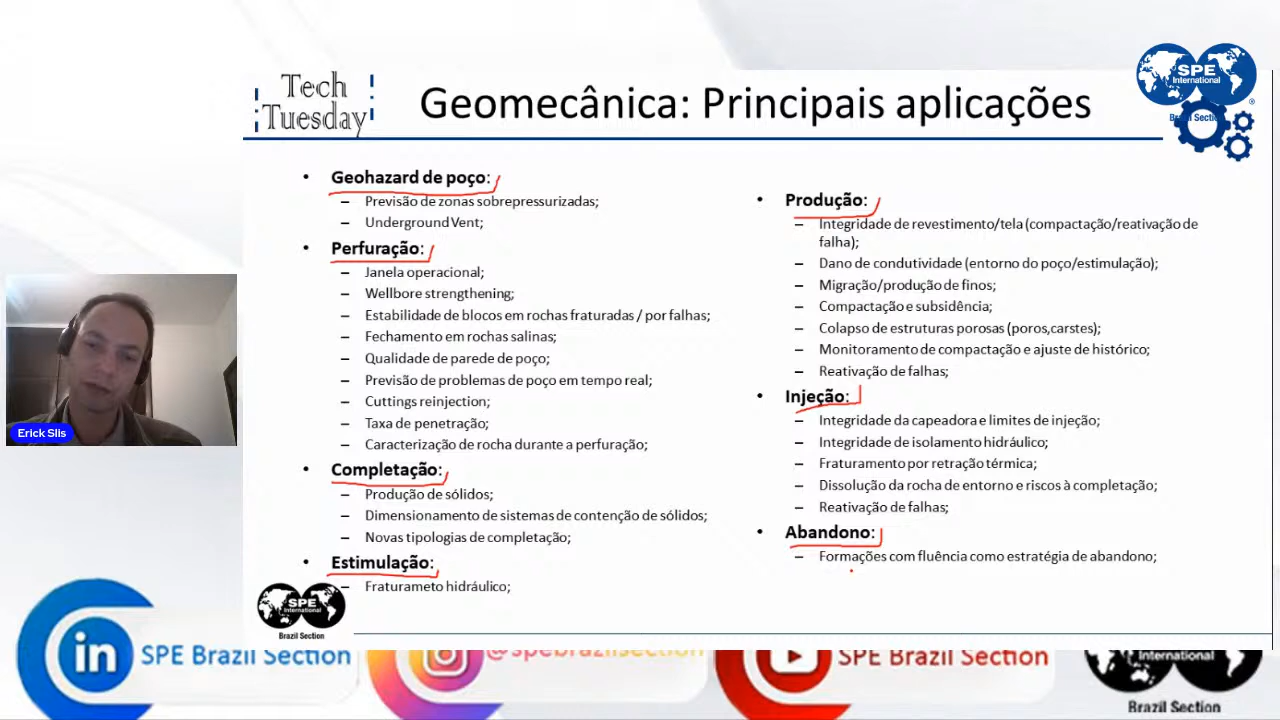 Tech
Tuesday
Geomecânica: Principais aplicações
SPE
International
®
Brazil Section
• Geohazard de poço:
– Previsão de zonas sobrepressurizadas;
– Underground Vent;
• Perfuração:
– Janela operacional;
– Wellbore strengthening;
– Estabilidade de blocos em rochas fraturadas / por falhas;
– Fechamento em rochas salinas;
– Qualidade de parede de poço;
– Previsão de problemas de poço em tempo real;
– Cuttings reinjection;
– Taxa de penetração;
– Caracterização de rocha durante a perfuração;
• Completação:
– Produção de sólidos;
– Dimensionamento de sistemas de contenção de sólidos;
– Novas tipologias de completação;
• Estimulação:
– Fraturameto hidráulico;
• Produção:
– Integridade de revestimento/tela (compactação/reativação de
falha);
– Dano de condutividade (entorno do poço/estimulação);
– Migração/produção de finos;
– Compactação e subsidência;
– Colapso de estruturas porosas (poros,carstes);
– Monitoramento de compactação e ajuste de histórico;
– Reativação de falhas;
• Injeção:
– Integridade da capeadora e limites de injeção;
– Integridade de isolamento hidráulico;
– Fraturamento por retração térmica;
– Dissolução da rocha de entorno e riscos à completação;
– Reativação de falhas;
• Abandono:
– Formações com fluência como estratégia de abandono;
Erick Slis
SPE
International
Brazil Section
in
SPE Brazil Section
@spebrazilsection
SPE Brazil Section
International
Brazil Section